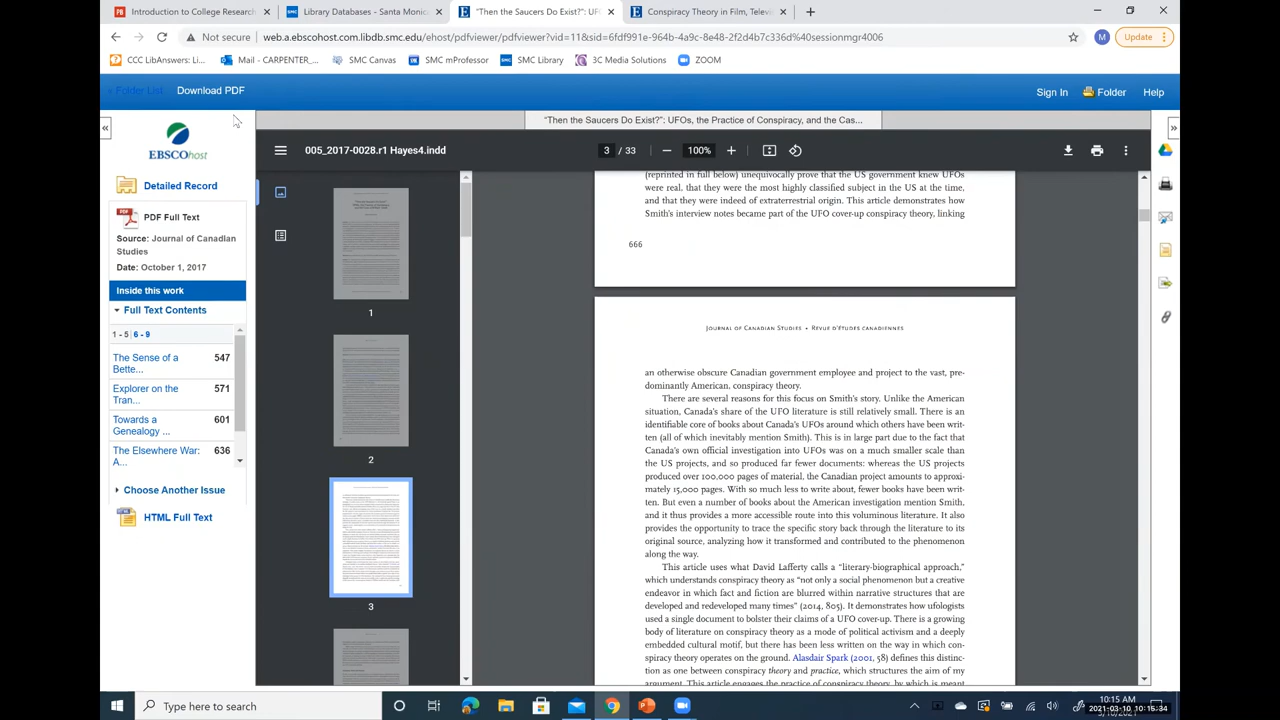 Introduction to College Research
Library Databases - Santa Monic
"Then the Saucers Do Exist?": UFO
Conspiracy Theory in Film, Telev
Not secure
web.a.ebscohost.com.libdb.smc.edu/ehost/pdfviewer/pdfviewer?vid=11&sid=6fdf991e-964b-4a9c-8e48-2f2d4b7c336d%40sessionmgr4006
M
Update
CCC LibAnswers: Li...
Mail - CARPENTER_...
SMC Canvas
SMC mProfessor
SMC Library
3C Media Solutions
ZOOM
« Folder List
Download PDF
Sign In
Folder
Help
"Then the Saucers Do Exist?": UFOs, the Practice of Conspiracy, and the Cas...
EBSCOhost
Detailed Record
PDF Full Text
Source: Journal of Canadian
Studies
Date: October 1, 2017
Inside this work
Full Text Contents
1 - 5 | 6 - 9
The Sense of a
Bette...
547
Explorer on the
Tran...
571
Towards a
Genealogy ...
601
The Elsewhere War:
A...
636
Choose Another Issue
HTML Full Text
005_2017-0028.r1 Hayes4.indd
3 / 33
100%
1
2
3
(reprinted in full below) unequivocally prove that the US government knew UFOs
were real, that they were the most highly classified subject in the US at the time,
and that they were indeed of extraterrestrial origin. This article demonstrates how
Smith's interview notes became part of the UFO cover-up conspiracy theory, linking
666
Journal of Canadian Studies • Revue d'études canadiennes
an otherwise obscure Canadian government employee and project to the vast, pre-
dominantly American, conspiracy theory.
There are several reasons for this focus on Smith's story. Unlike the American
situation, Canada's share of the UFO literature is still relatively small. There is an
identifiable core of books about Canada's UFOs around which others have been writ-
ten (all of which inevitably mention Smith). This is in large part due to the fact that
Canada's own official investigation into UFOs was on a much smaller scale than
the US projects, and so produced far fewer documents: whereas the US projects
produced over 100,000 pages of material, the Canadian project amounts to approxi-
mately 15,000 pages. With so much less to write about, fewer books have been writ-
ten. But even a number of books about the American investigation mention Smith,
and it thus provides a more accessible route into this voluminous literature. It also
provides the opportunity to trace the specific story back through the literature to its
original source, analyzing how it transformed and contributed to the phenomenon
along the way.
This article uses what David Lafferty calls a "literary-biographical approach,"
which understands conspiracy theory as "not only a social phenomenon but a creative
endeavor in which fact and fiction are blurred within narrative structures that are
developed and redeveloped many times" (2014, 805). It demonstrates how ufologists
used a single document to bolster their claims of a UFO cover-up. There is a growing
body of literature on conspiracy theory as a mode of political activism and a deeply
embedded cultural motif, but there has been less written on the way in which con-
spiracy theory operates on the ground. Alasdair Spark (2001, 58) defines this distinc-
tion as one between conspiracy theory and practice, which structures the aim of my
argument. This article engages the practice of conspiracy theory, by which is meant
Type here to search
10:15 AM
2021-03-10 10:15:34